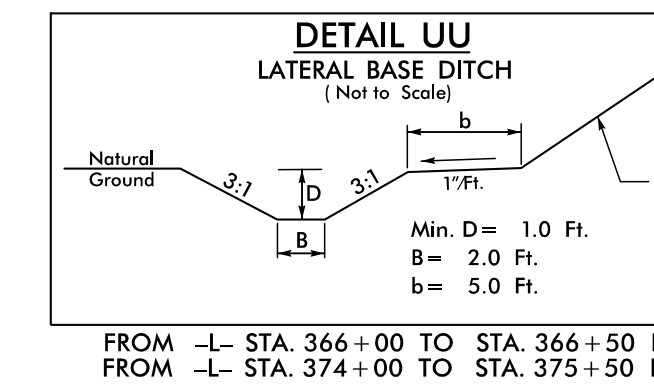 DETAIL UU
LATERAL BASE DITCH
( Not to Scale)
b
Natural
Ground
3:1
D
3:1
1"/Ft.
B
Min. D= 1.0 Ft.
B= 2.0 Ft.
b= 5.0 Ft.
FROM -L- STA. 366+00 TO STA. 366+50
FROM -L- STA. 374+00 TO STA. 375+50